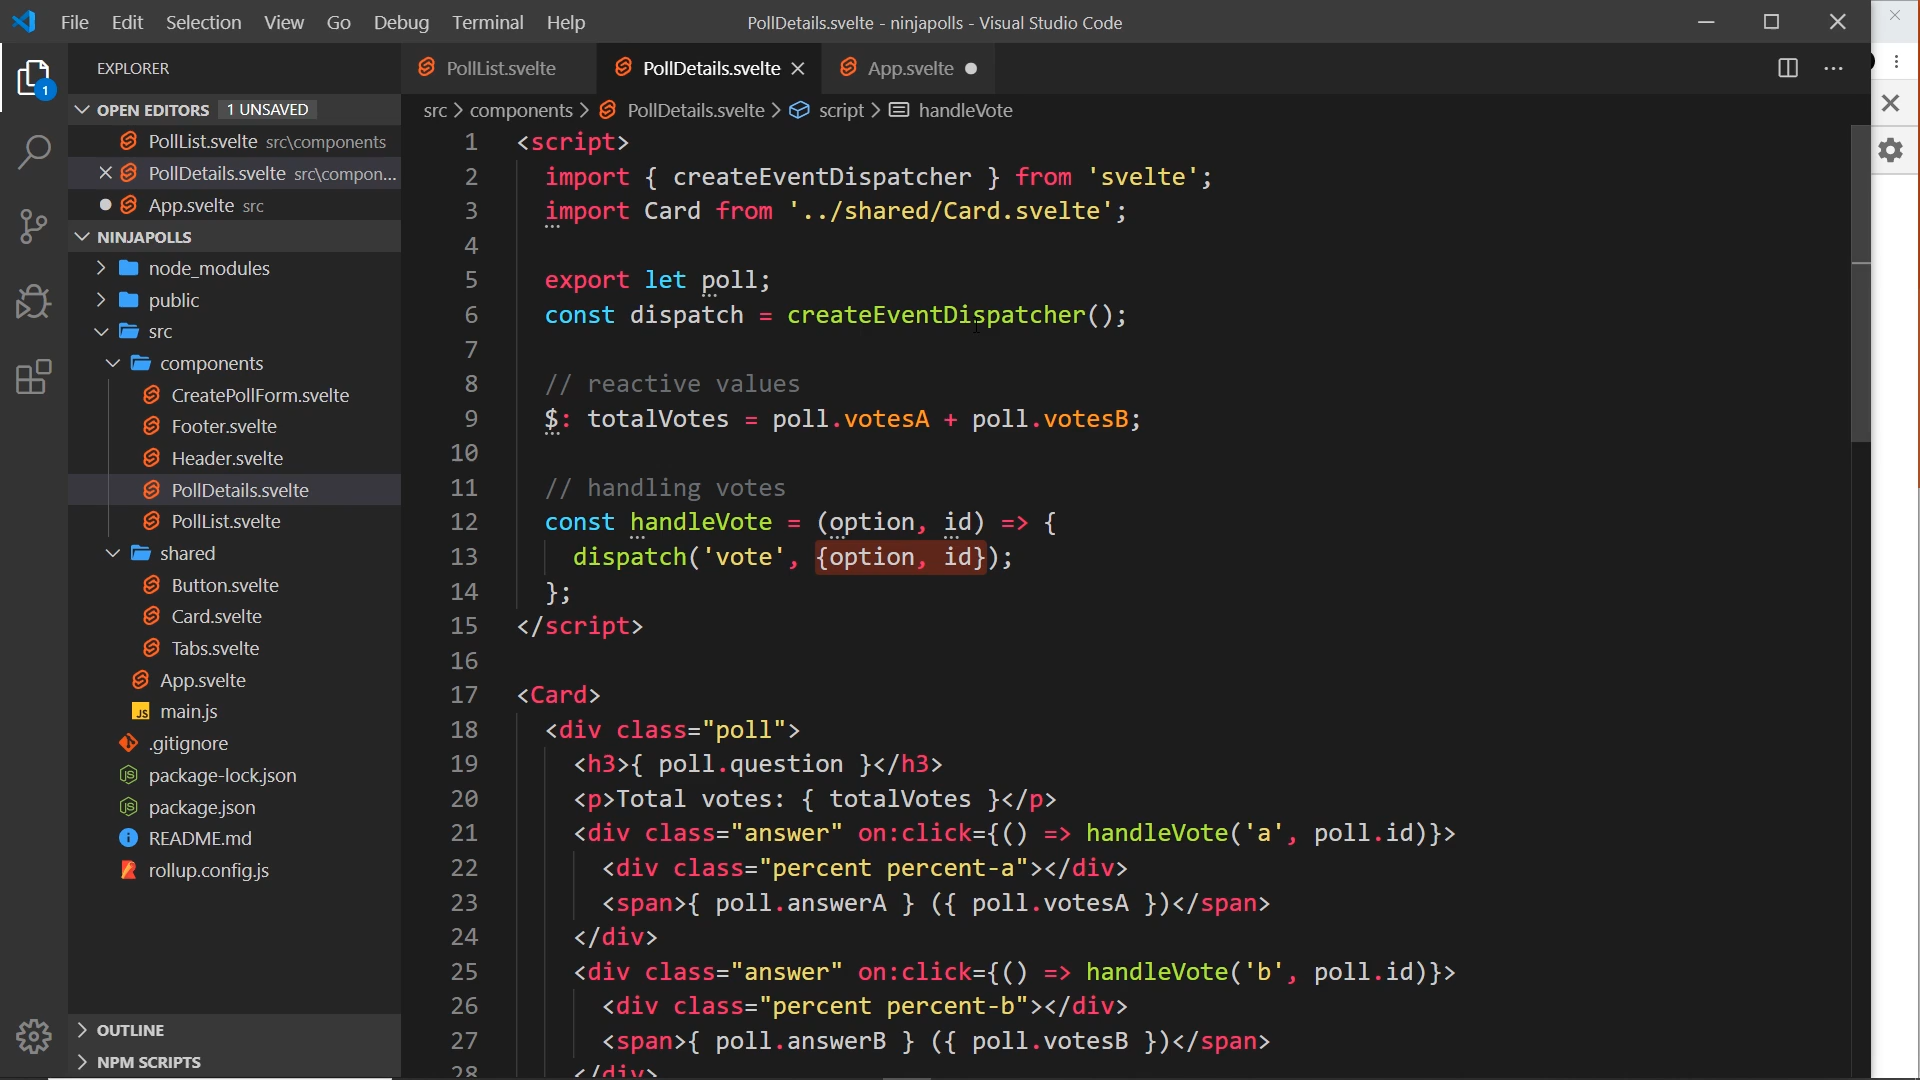 File Edit Selection View Go Debug Terminal Help
PollDetails.svelte - ninjapolls - Visual Studio Code
EXPLORER
OPEN EDITORS 1 UNSAVED
PollList.svelte src\components
PollDetails.svelte src\compon...
App.svelte src
NINJAPOLLS
node_modules
public
src
components
CreatePollForm.svelte
Footer.svelte
Header.svelte
PollDetails.svelte
PollList.svelte
shared
Button.svelte
Card.svelte
Tabs.svelte
App.svelte
JS main.js
.gitignore
package-lock.json
package.json
README.md
rollup.config.js
OUTLINE
NPM SCRIPTS
1
PollList.svelte PollDetails.svelte App.svelte
src > components > PollDetails.svelte > script > handleVote
1 <script>
2 import { createEventDispatcher } from 'svelte';
3 import Card from '../shared/Card.svelte';
4
5 export let poll;
6 const dispatch = createEventDispatcher();
7
8 // reactive values
9 $: totalVotes = poll.votesA + poll.votesB;
10
11 // handling votes
12 const handleVote = (option, id) => {
13 dispatch('vote', {option, id});
14 };
15 </script>
16
17 <Card>
18 <div class="poll">
19 <h3>{ poll.question }</h3>
20 <p>Total votes: { totalVotes }</p>
21 <div class="answer" on:click={() => handleVote('a', poll.id)}>
22 <div class="percent percent-a"></div>
23 <span>{ poll.answerA } ({ poll.votesA })</span>
24 </div>
25 <div class="answer" on:click={() => handleVote('b', poll.id)}>
26 <div class="percent percent-b"></div>
27 <span>{ poll.answerB } ({ poll.votesB })</span>
28 </div>